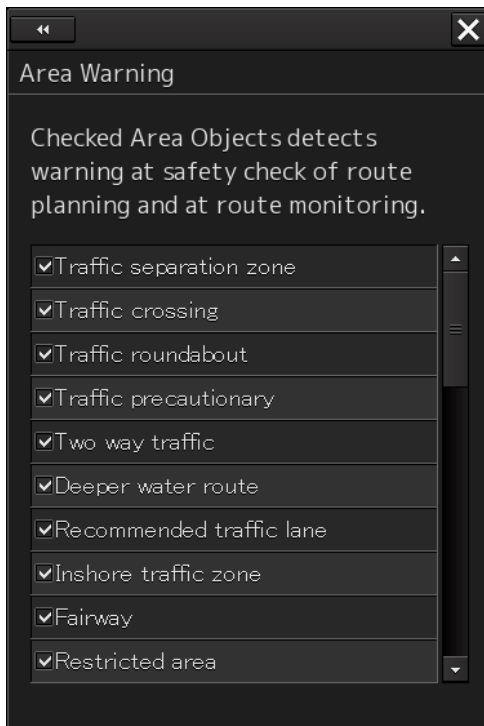 Area Warning
Checked Area Objects detects
warning at safety check of route
planning and at route monitoring.
Traffic separation zone
Traffic crossing
Traffic roundabout
Traffic precautionary
Two way traffic
Deeper water route
Recommended traffic lane
Inshore traffic zone
Fairway
Restricted area